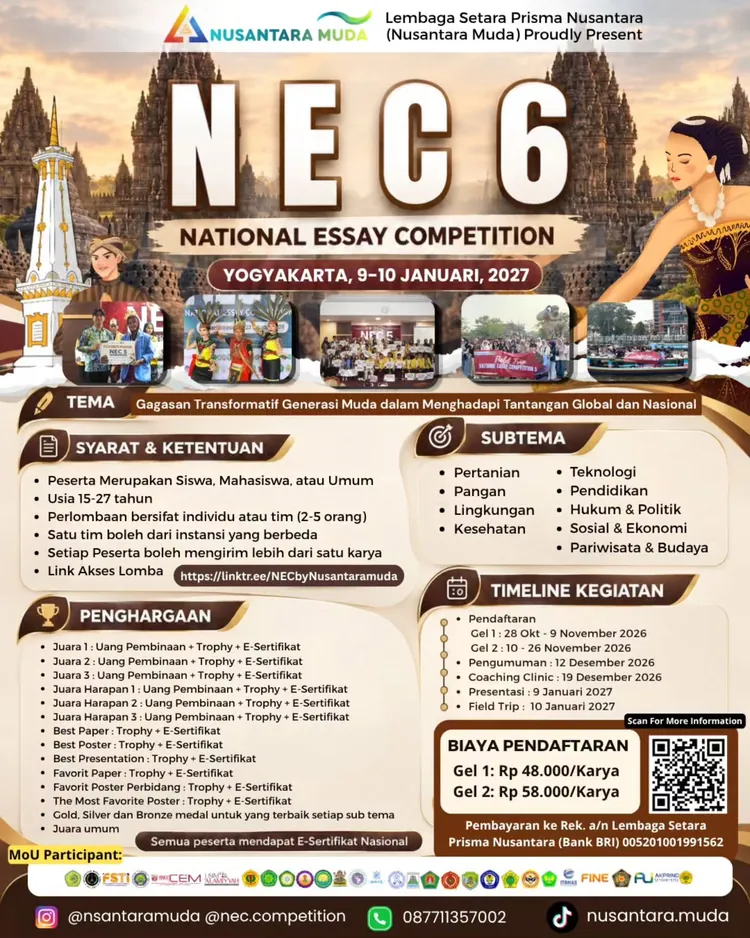 NUSANTARA MUDA
Lembaga Setara Prisma Nusantara
(Nusantara Muda) Proudly Present
NEC 6
NATIONAL ESSAY COMPETITION
YOGYAKARTA, 9-10 JANUARI, 2027
NEC 5
TEMA
Gagasan Transformatif Generasi Muda dalam Menghadapi Tantangan Global dan Nasional
SYARAT & KETENTUAN
• Peserta Merupakan Siswa, Mahasiswa, atau Umum
• Usia 15-27 tahun
• Perlombaan bersifat individu atau tim (2-5 orang)
• Satu tim boleh dari instansi yang berbeda
• Setiap Peserta boleh mengirim lebih dari satu karya
• Link Akses Lomba https://linktr.ee/NECbyNusantaramuda
SUBTEMA
• Pertanian
• Pangan
• Lingkungan
• Kesehatan
• Teknologi
• Pendidikan
• Hukum & Politik
• Sosial & Ekonomi
• Pariwisata & Budaya
PENGHARGAAN
• Juara 1 : Uang Pembinaan + Trophy + E-Sertifikat
• Juara 2 : Uang Pembinaan + Trophy + E-Sertifikat
• Juara 3 : Uang Pembinaan + Trophy + E-Sertifikat
• Juara Harapan 1 : Uang Pembinaan + Trophy + E-Sertifikat
• Juara Harapan 2 : Uang Pembinaan + Trophy + E-Sertifikat
• Juara Harapan 3 : Uang Pembinaan + Trophy + E-Sertifikat
• Best Paper : Trophy + E-Sertifikat
• Best Poster : Trophy + E-Sertifikat
• Best Presentation : Trophy + E-Sertifikat
• Favorit Paper : Trophy + E-Sertifikat
• Favorit Poster Perbidang : Trophy + E-Sertifikat
• The Most Favorite Poster : Trophy + E-Sertifikat
• Gold, Silver dan Bronze medal untuk yang terbaik setiap sub tema
• Juara umum
Semua peserta mendapat E-Sertifikat Nasional
TIMELINE KEGIATAN
• Pendaftaran
Gel 1 : 28 Okt - 9 November 2026
Gel 2 : 10 - 26 November 2026
• Pengumuman : 12 Desember 2026
• Coaching Clinic : 19 Desember 2026
• Presentasi : 9 Januari 2027
• Field Trip : 10 Januari 2027
Scan For More Information
BIAYA PENDAFTARAN
Gel 1: Rp 48.000/Karya
Gel 2: Rp 58.000/Karya
Pembayaran ke Rek. a/n Lembaga Setara
Prisma Nusantara (Bank BRI) 005201001991562
MoU Participant:
FSTI CEM FINE
@nsantaramuda @nec.competition
087711357002
nusantara.muda